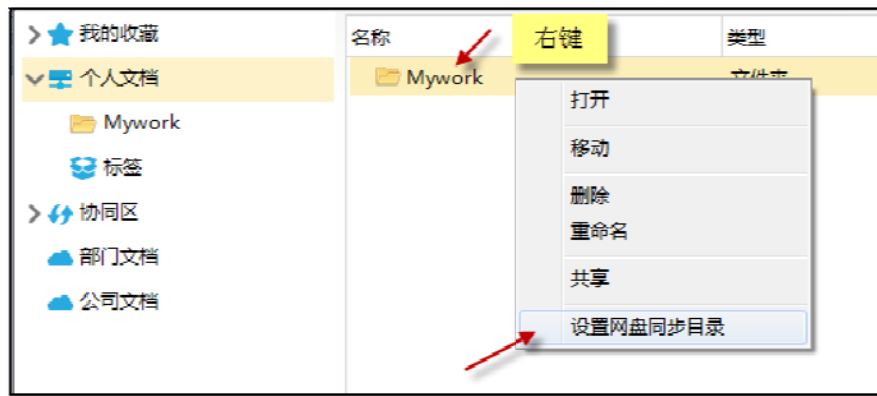 我的收藏
个人文档
Mywork
标签
协同区
部门文档
公司文档
名称
右键
类型
Mywork
文件夹
打开
移动
删除
重命名
共享
设置网盘同步目录